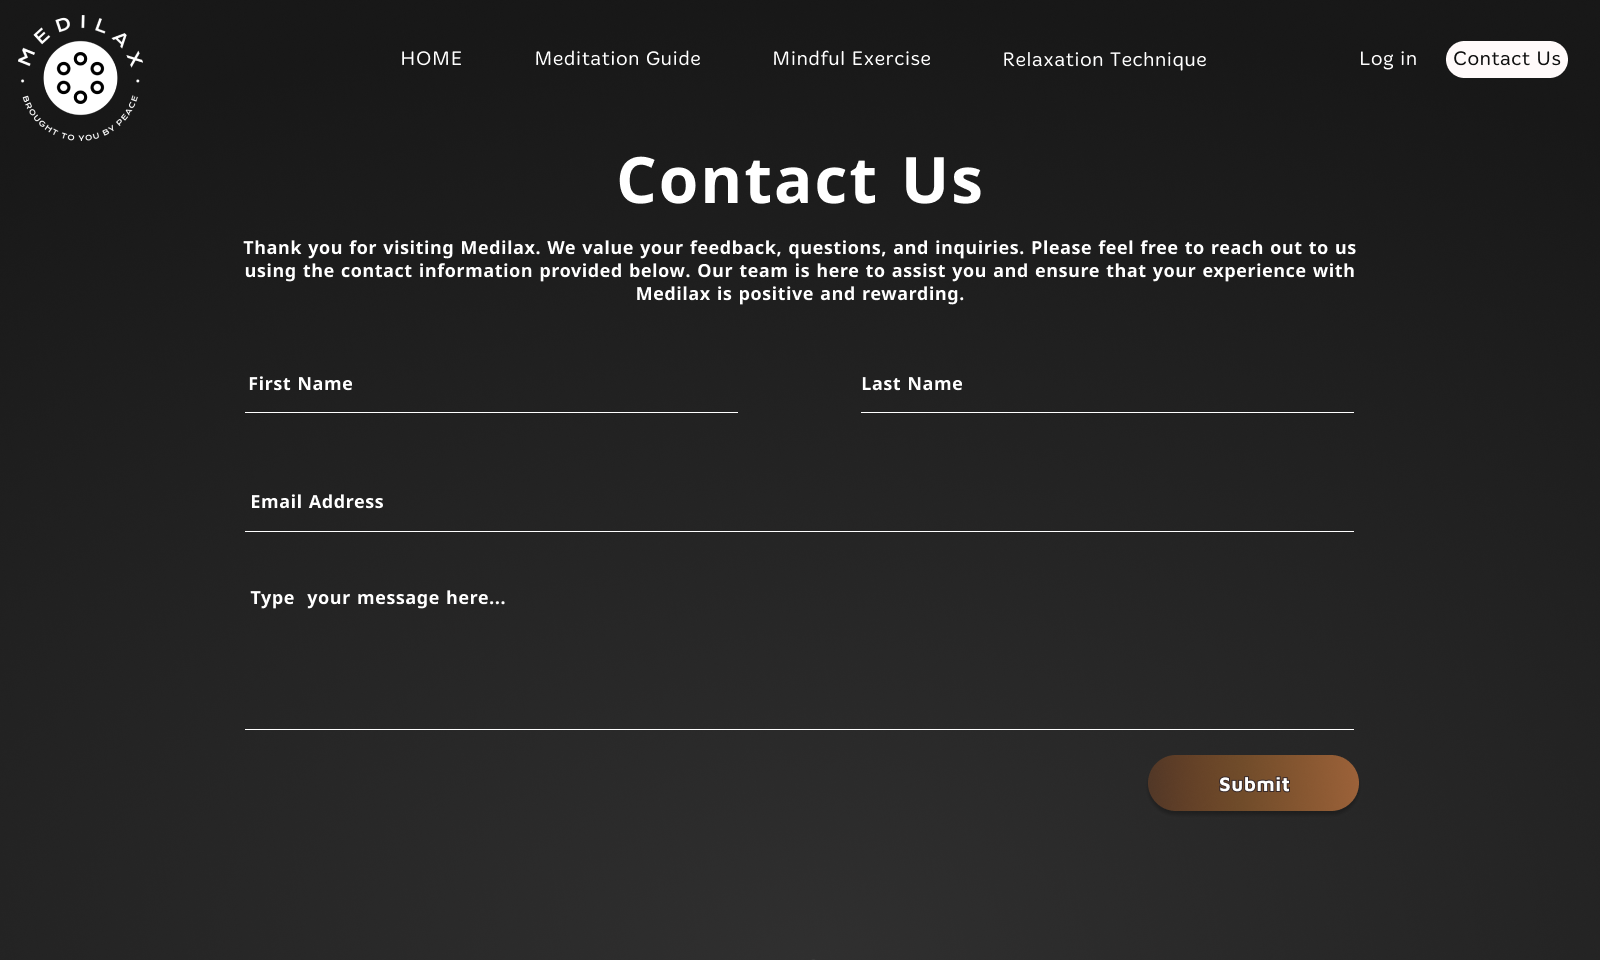 MEDILAX
BROUGHT TO YOU BY PEACE
HOME
Meditation Guide
Mindful Exercise
Relaxation Technique
Log in
Contact Us
Contact Us
Thank you for visiting Medilax. We value your feedback, questions, and inquiries. Please feel free to reach out to us
using the contact information provided below. Our team is here to assist you and ensure that your experience with
Medilax is positive and rewarding.
First Name
Last Name
Email Address
Type  your message here...
Submit